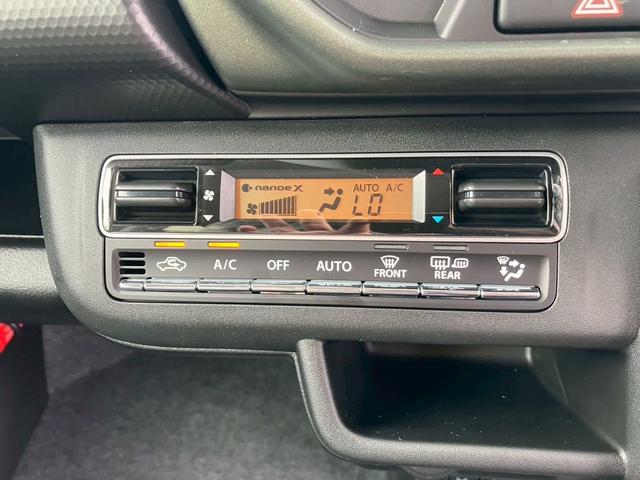 nanoe X AUTO A/C
LO
A/C OFF AUTO FRONT REAR